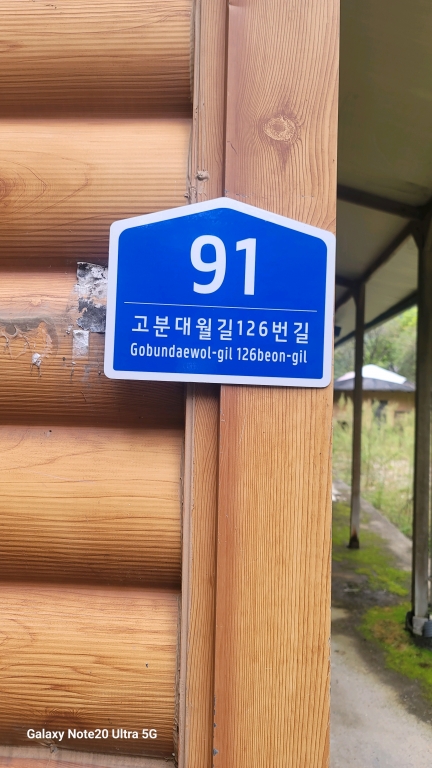 91
고분대월길126번길
Gobundaewol-gil 126beon-gil
Galaxy Note20 Ultra 5G